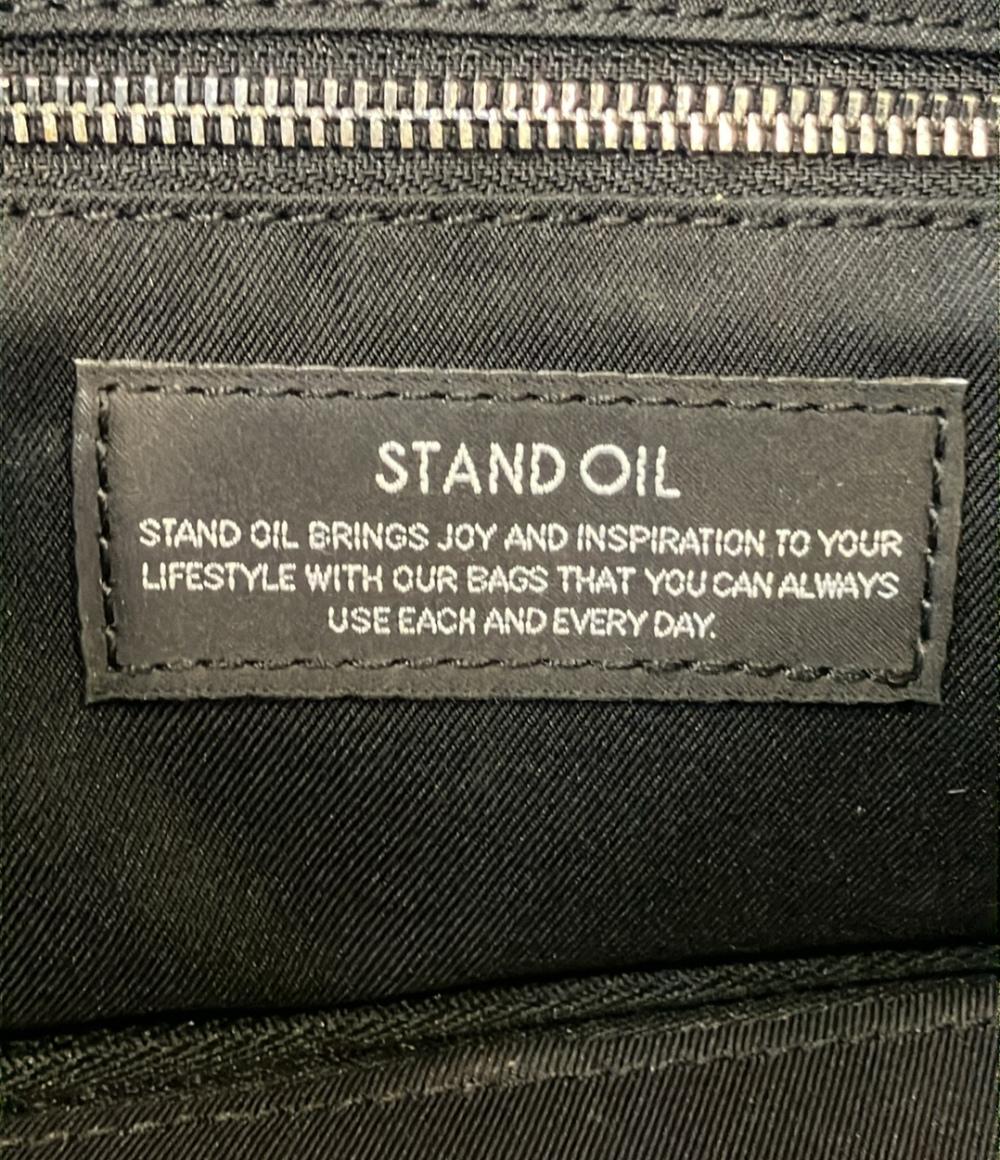 STAND OIL
STAND OIL BRINGS JOY AND INSPIRATION TO YOUR
LIFESTYLE WITH OUR BAGS THAT YOU CAN ALWAYS
USE EACH AND EVERY DAY.